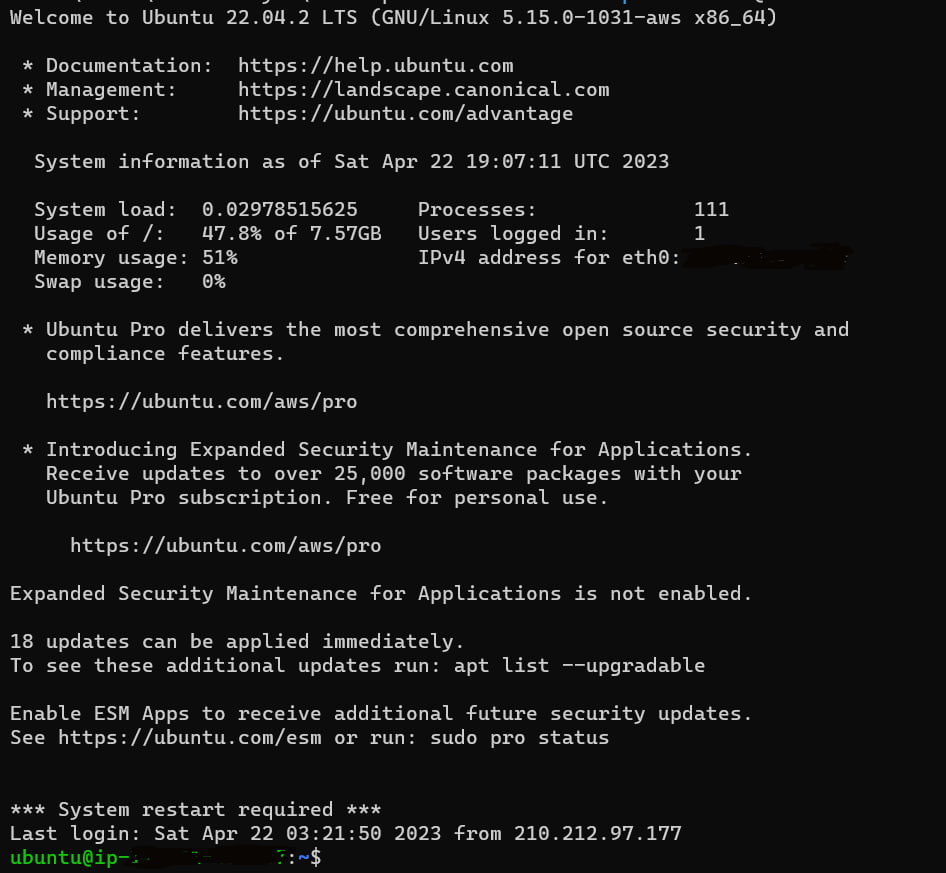 Welcome to Ubuntu 22.04.2 LTS (GNU/Linux 5.15.0-1031-aws x86_64)
* Documentation: https://help.ubuntu.com
* Management: https://landscape.canonical.com
* Support: https://ubuntu.com/advantage
System information as of Sat Apr 22 19:07:11 UTC 2023
System load: 0.02978515625 Processes: 111
Usage of /: 47.8% of 7.57GB Users logged in: 1
Memory usage: 51% IPv4 address for eth0:
Swap usage: 0%
* Ubuntu Pro delivers the most comprehensive open source security and
compliance features.
https://ubuntu.com/aws/pro
* Introducing Expanded Security Maintenance for Applications.
Receive updates to over 25,000 software packages with your
Ubuntu Pro subscription. Free for personal use.
https://ubuntu.com/aws/pro
Expanded Security Maintenance for Applications is not enabled.
18 updates can be applied immediately.
To see these additional updates run: apt list --upgradable
Enable ESM Apps to receive additional future security updates.
See https://ubuntu.com/esm or run: sudo pro status
*** System restart required ***
Last login: Sat Apr 22 03:21:50 2023 from 210.212.97.177
ubuntu@ip-:~$